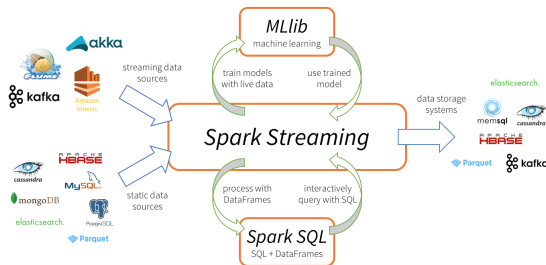 MLlib
machine learning
akka
FLUME
kafka
Amazon
Kinesis
streaming data
sources
train models
with live data
use trained
model
Spark Streaming
data storage
systems
elasticsearch.
memsql
cassandra
APACHE
HBASE
Parquet
kafka
APACHE
HBASE
cassandra
MySQL
mongoDB
PostgreSQL
elasticsearch.
Parquet
static data
sources
process with
DataFrames
interactively
query with SQL
Spark SQL
SQL + DataFrames